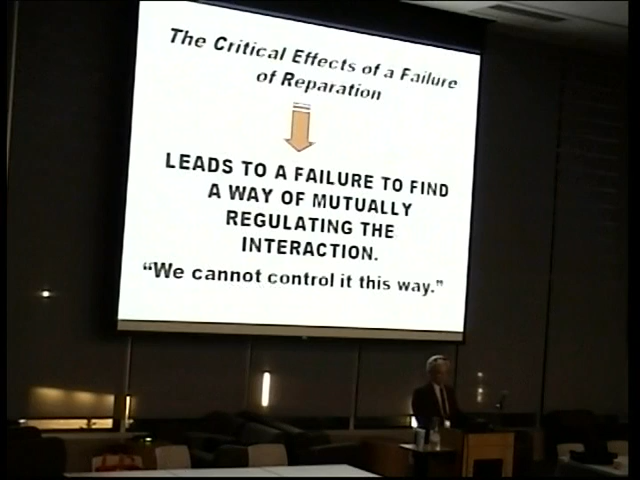 The Critical Effects of a Failure
of Reparation
LEADS TO A FAILURE TO FIND
A WAY OF MUTUALLY
REGULATING THE
INTERACTION.
“We cannot control it this way.”